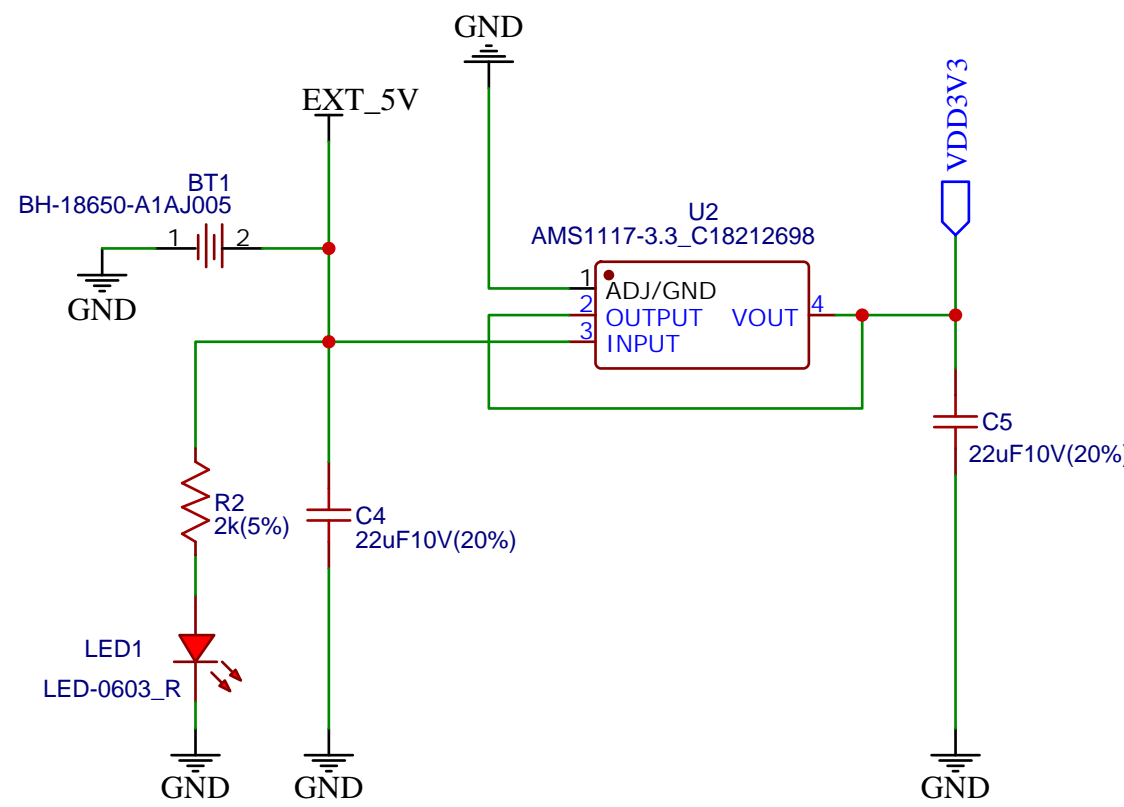 GND
EXT_5V
VDD3V3
BT1
BH-18650-A1AJ005
1
2
GND
U2
AMS1117-3.3_C18212698
1
ADJ/GND
2
OUTPUT
VOUT
4
3
INPUT
C5
22uF10V(20%)
R2
2k(5%)
C4
22uF10V(20%)
LED1
LED-0603_R
GND
GND
GND